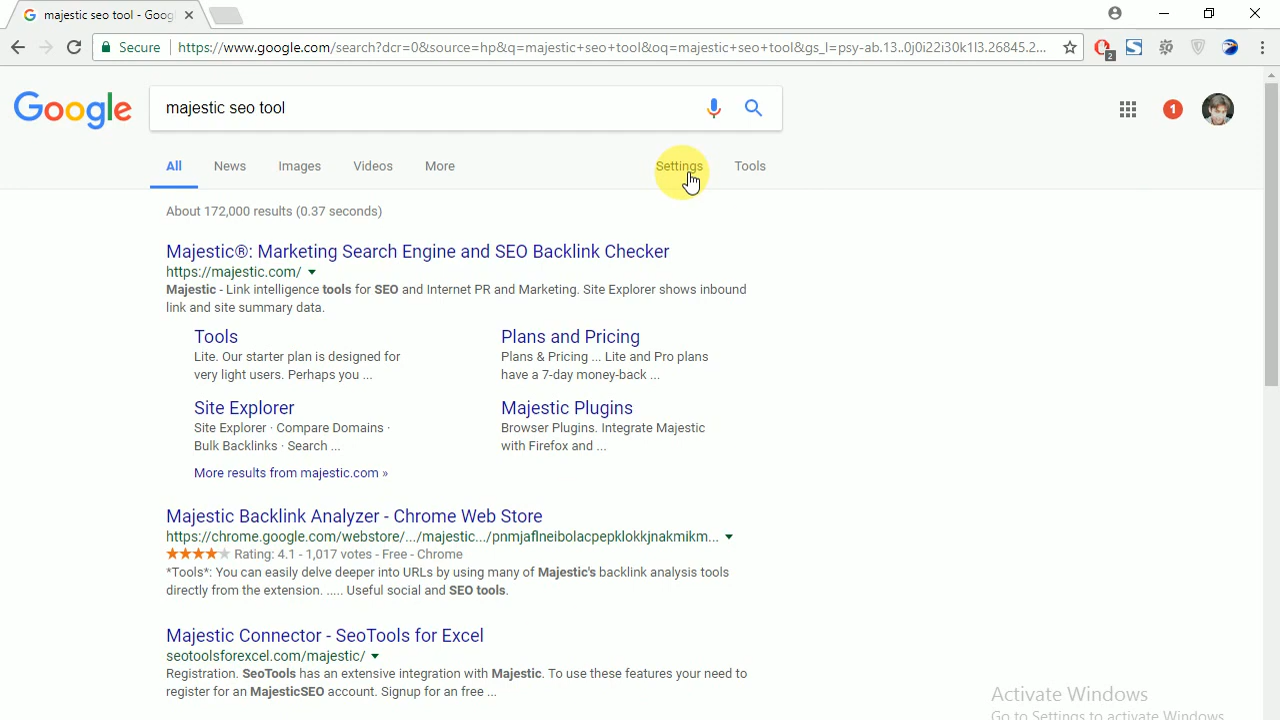 majestic seo tool - Goog
Secure
https://www.google.com/search?dcr=0&source=hp&q=majestic+seo+tool&oq=majestic+seo+tool&gs_l=psy-ab.13..0j0i22i30k1l3.26845.2...
2
Google
majestic seo tool
1
All News Images Videos More Settings Tools
About 172,000 results (0.37 seconds)
Majestic®: Marketing Search Engine and SEO Backlink Checker
https://majestic.com/
Majestic - Link intelligence tools for SEO and Internet PR and Marketing. Site Explorer shows inbound
link and site summary data.
Tools
Lite. Our starter plan is designed for
very light users. Perhaps you ...
Plans and Pricing
Plans & Pricing ... Lite and Pro plans
have a 7-day money-back ...
Site Explorer
Site Explorer · Compare Domains ·
Bulk Backlinks · Search ...
Majestic Plugins
Browser Plugins. Integrate Majestic
with Firefox and ...
More results from majestic.com »
Majestic Backlink Analyzer - Chrome Web Store
https://chrome.google.com/webstore/.../majestic.../pnmjaflneibolacpepklokkjnakmikm...
Rating: 4.1 - 1,017 votes - Free - Chrome
*Tools*: You can easily delve deeper into URLs by using many of Majestic's backlink analysis tools
directly from the extension. ..... Useful social and SEO tools.
Majestic Connector - SeoTools for Excel
seotoolsforexcel.com/majestic/
Registration. SeoTools has an extensive integration with Majestic. To use these features your need to
register for an MajesticSEO account. Signup for an free ...
Activate Windows
Go to Settings to activate Windows.